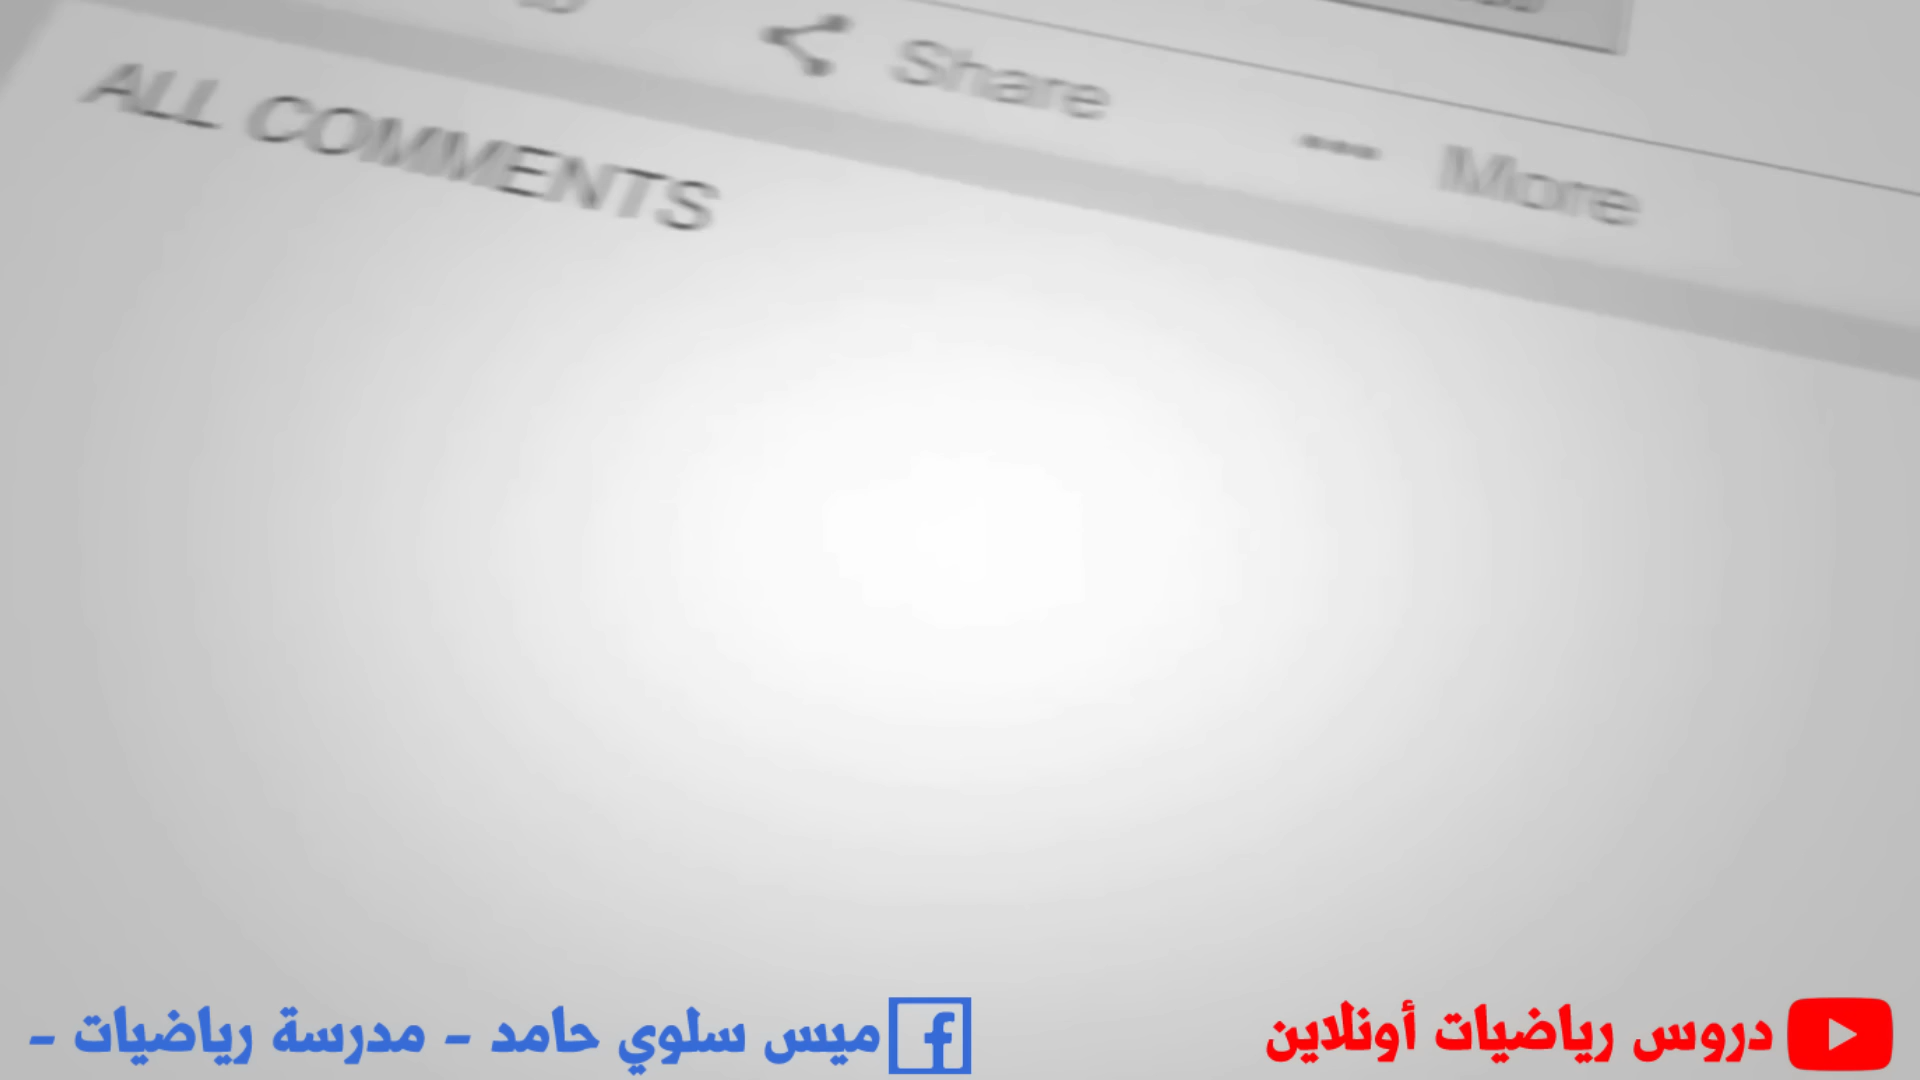 Share
... More
ALL COMMENTS
ميس سلوي حامد - مدرسة رياضيات -
دروس رياضيات أونلاين